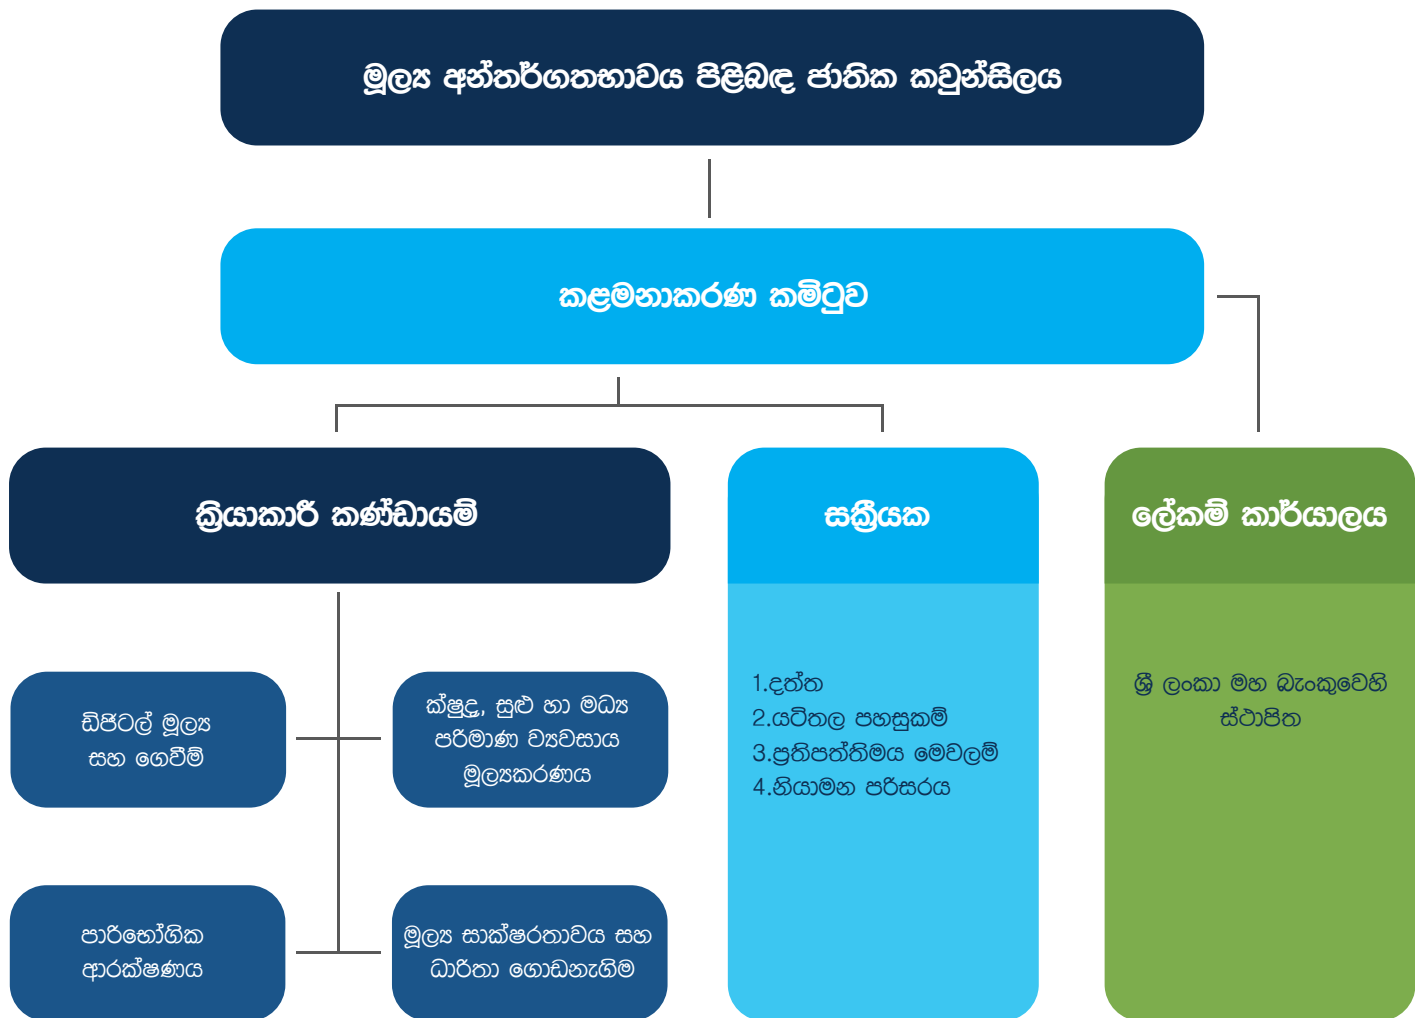 මූල්‍ය අන්තර්ගතභාවය පිළිබඳ ජාතික කවුන්සිලය
කළමනාකරණ කමිටුව
ක්‍රියාකාරී කණ්ඩායම්
සක්‍රීයක
ලේකම් කාර්යාලය
ඩිජිටල් මූල්‍ය
සහ ගෙවීම්
ක්ෂුද්‍ර, සුළු හා මධ්‍ය
පරිමාණ ව්‍යවසාය
මූල්‍යකරණය
පාරිභෝගික
ආරක්ෂණය
මූල්‍ය සාක්ෂරතාවය සහ
ධාරිතා ගොඩනැගිම
1.දත්ත
2.යටිතල පහසුකම්
3.ප්‍රතිපත්තිමය මෙවලම්
4.නියාමන පරිසරය
ශ්‍රී ලංකා මහ බැංකුවෙහි
ස්ථාපිත